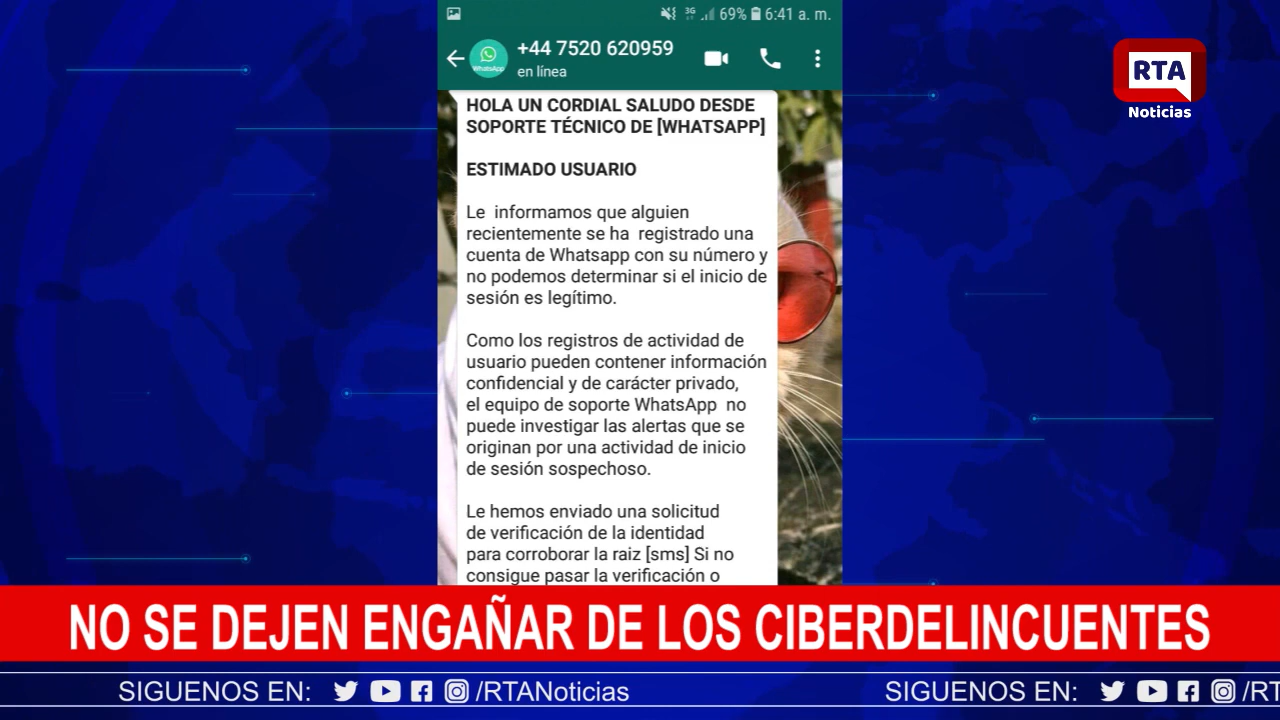 3G 69% 6:41 a. m.
+44 7520 620959
en línea
WhatsApp
RTA
Noticias
HOLA UN CORDIAL SALUDO DESDE
SOPORTE TÉCNICO DE [WHATSAPP]
ESTIMADO USUARIO
Le informamos que alguien
recientemente se ha registrado una
cuenta de Whatsapp con su número y
no podemos determinar si el inicio de
sesión es legítimo.
Como los registros de actividad de
usuario pueden contener información
confidencial y de carácter privado,
el equipo de soporte WhatsApp no
puede investigar las alertas que se
originan por una actividad de inicio
de sesión sospechoso.
Le hemos enviado una solicitud
de verificación de la identidad
para corroborar la raiz [sms] Si no
consigue pasar la verificación o
NO SE DEJEN ENGAÑAR DE LOS CIBERDELINCUENTES
SIGUENOS EN: /RTANoticias SIGUENOS EN: /RT